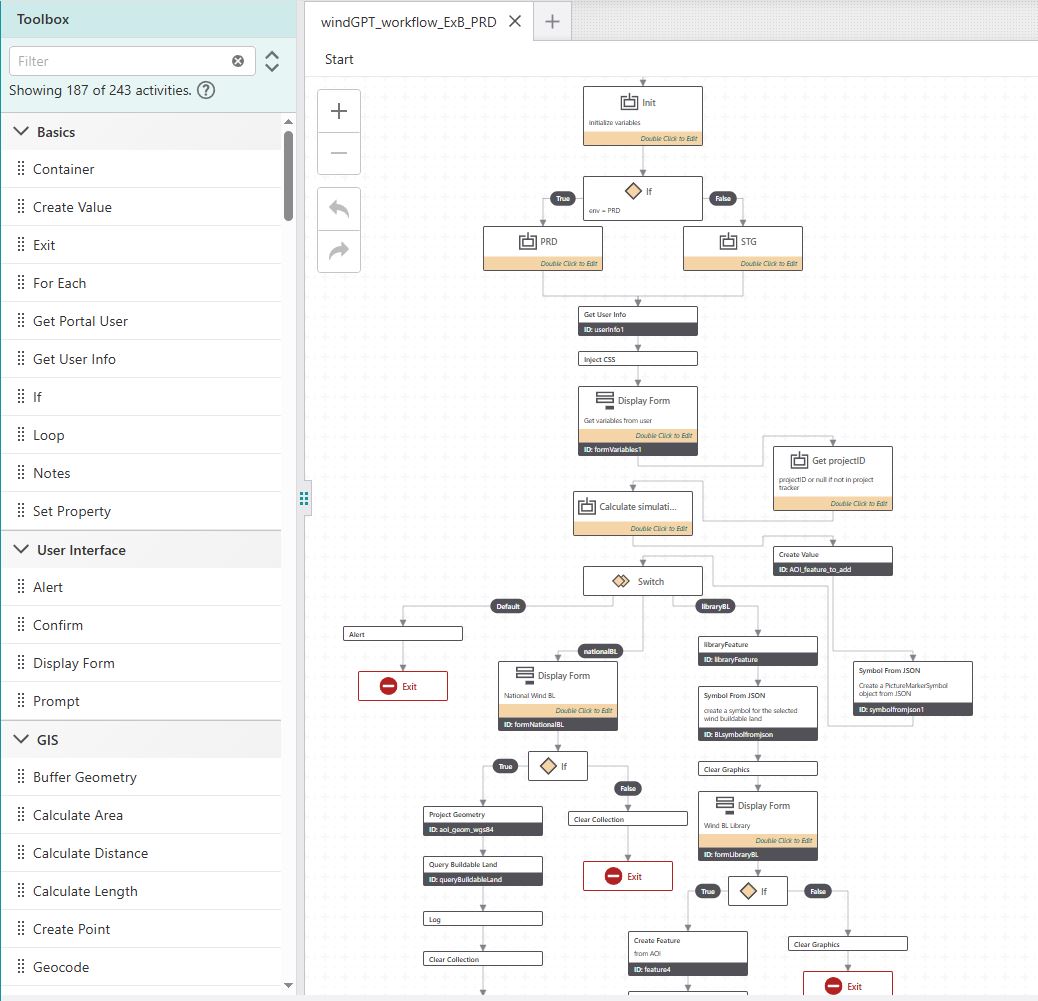 Toolbox
Filter
Showing 187 of 243 activities.
?
Basics
Container
Create Value
Exit
For Each
Get Portal User
Get User Info
If
Loop
Notes
Set Property
User Interface
Alert
Confirm
Display Form
Prompt
GIS
Buffer Geometry
Calculate Area
Calculate Distance
Calculate Length
Create Point
Geocode
windGPT_workflow_ExB_PRD
Start
Init
Initialize variables
Double Click to Edit
If
env = PRD
True
False
PRD
Double Click to Edit
STG
Double Click to Edit
Get User Info
ID: userInfo1
Inject CSS
Display Form
Get variables from user
Double Click to Edit
ID: formVariables1
Get projectID
projectID or null if not in project
tracker
Double Click to Edit
Calculate simulati...
Double Click to Edit
Create Value
ID: AOI_feature_to_add
Switch
Default
libraryBL
nationalBL
Alert
Exit
Display Form
National Wind BL
Double Click to Edit
ID: formNationalBL
libraryFeature
ID: libraryFeature
Symbol From JSON
create a symbol for the selected
wind buildable land
ID: BLsymbolfromjson
Symbol From JSON
Create a PictureMarkerSymbol
object from JSON
ID: symbolfromjson1
If
True
False
Project Geometry
ID: aoi_geom_wgs84
Clear Collection
Exit
Query Buildable Land
ID: queryBuildableLand
Log
Clear Collection
Clear Graphics
Display Form
Wind BL Library
Double Click to Edit
ID: formLibraryBL
If
True
False
Create Feature
from AOI
ID: feature4
Clear Graphics
Exit